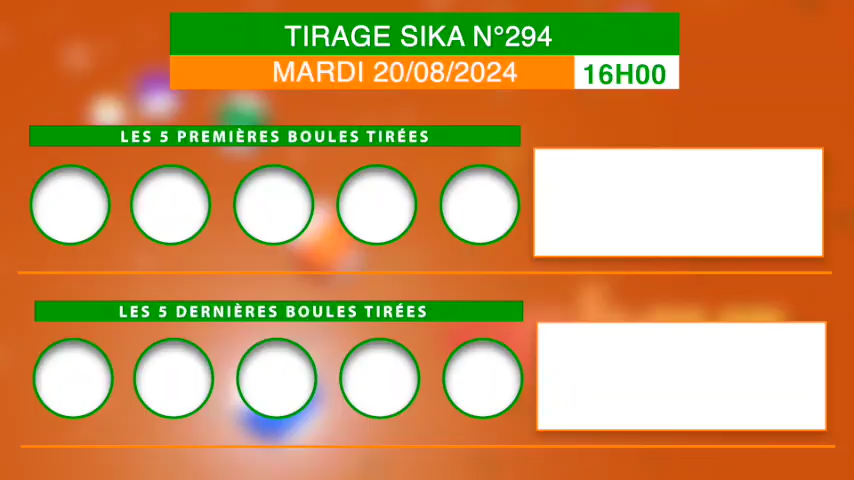 TIRAGE SIKA N°294
MARDI 20/08/2024 16H00
LES 5 PREMIÈRES BOULES TIRÉES
LES 5 DERNIÈRES BOULES TIRÉES